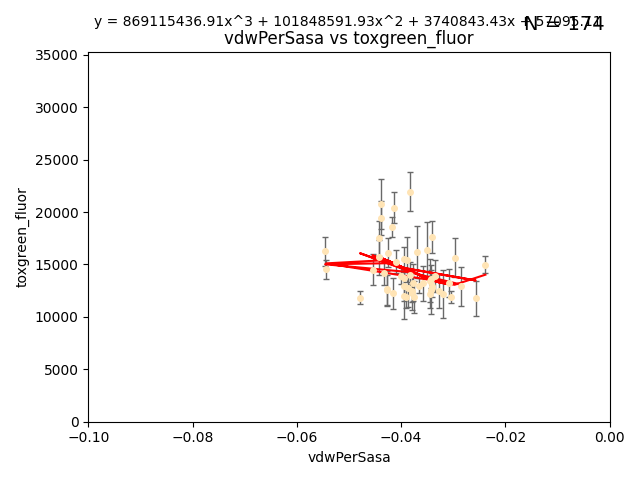 y = 869115436.91x^3 + 101848591.93x^2 + 3740843.43x +
N = 174
vdwPerSasa vs toxgreen_fluor
35000
30000
25000
20000
15000
10000
5000
0
toxgreen_fluor
−0.10
−0.08
−0.06
−0.04
−0.02
0.00
vdwPerSasa